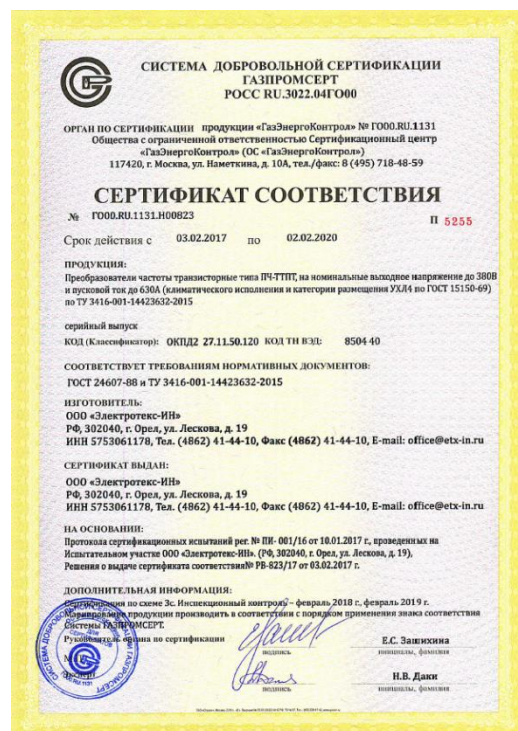 СИСТЕМА ДОБРОВОЛЬНОЙ СЕРТИФИКАЦИИ
ГАЗПРОМСЕРТ
РОСС RU.3022.04ГО00
ОРГАН ПО СЕРТИФИКАЦИИ продукции «ГазЭнергоКонтрол» № ГО00.RU.1131
Общества с ограниченной ответственностью Сертификационный центр
«ГазЭнергоКонтрол» (ОС «ГазЭнергоКонтрол»)
117420, г. Москва, ул. Наметкина, д. 10А, тел./факс: 8 (495) 718-48-59
СЕРТИФИКАТ СООТВЕТСТВИЯ
№ ГО00.RU.1131.Н00823
П 5255
Срок действия с 03.02.2017 по 02.02.2020
ПРОДУКЦИЯ:
Преобразователи частоты транзисторные типа ПЧ-ТТПТ, на номинальные выходное напряжение до 380В
и пусковой ток до 630А (климатического исполнения и категории размещения УХЛ4 по ГОСТ 15150-69)
по ТУ 3416-001-14423632-2015
серийный выпуск
КОД (Классификатор): ОКПД2 27.11.50.120 КОД ТН ВЭД: 8504 40
СООТВЕТСТВУЕТ ТРЕБОВАНИЯМ НОРМАТИВНЫХ ДОКУМЕНТОВ:
ГОСТ 24607-88 и ТУ 3416-001-14423632-2015
ИЗГОТОВИТЕЛЬ:
ООО «Электротекс-ИН»
РФ, 302040, г. Орел, ул. Лескова, д. 19
ИНН 5753061178, Тел. (4862) 41-44-10, Факс (4862) 41-44-10, E-mail: office@etx-in.ru
СЕРТИФИКАТ ВЫДАН:
ООО «Электротекс-ИН»
РФ, 302040, г. Орел, ул. Лескова, д. 19
ИНН 5753061178, Тел. (4862) 41-44-10, Факс (4862) 41-44-10, E-mail: office@etx-in.ru
НА ОСНОВАНИИ:
Протокола сертификационных испытаний рег. № ПИ- 001/16 от 10.01.2017 г., проведенных на
Испытательном участке ООО «Электротекс-ИН». (РФ, 302040, г. Орел, ул. Лескова, д. 19),
Решения о выдаче сертификата соответствия№ РВ-823/17 от 03.02.2017 г.
ДОПОЛНИТЕЛЬНАЯ ИНФОРМАЦИЯ:
Сертификация по схеме 3с. Инспекционный контроль – февраль 2018 г., февраль 2019 г.
Маркирование продукции производить в соответствии с порядком применения знака соответствия
Системы ГАЗПРОМСЕРТ.
Руководитель органа по сертификации
подпись
Е.С. Зашихина
инициалы, фамилия
Эксперт
подпись
Н.В. Даки
инициалы, фамилия